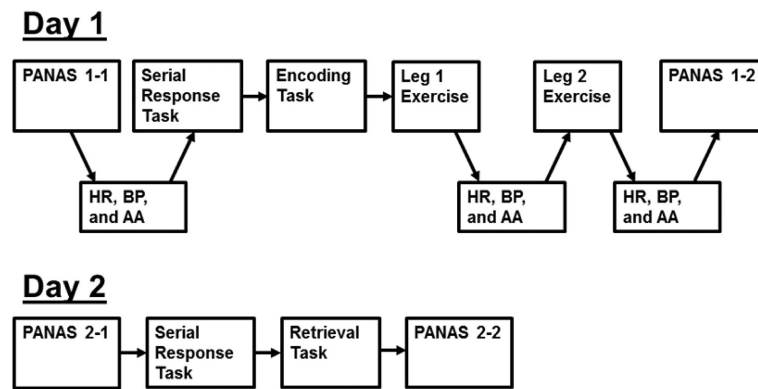 Day 1
PANAS 1-1
Serial
Response
Task
Encoding
Task
Leg 1
Exercise
Leg 2
Exercise
PANAS 1-2
HR, BP,
and AA
HR, BP,
and AA
HR, BP,
and AA
Day 2
PANAS 2-1
Serial
Response
Task
Retrieval
Task
PANAS 2-2